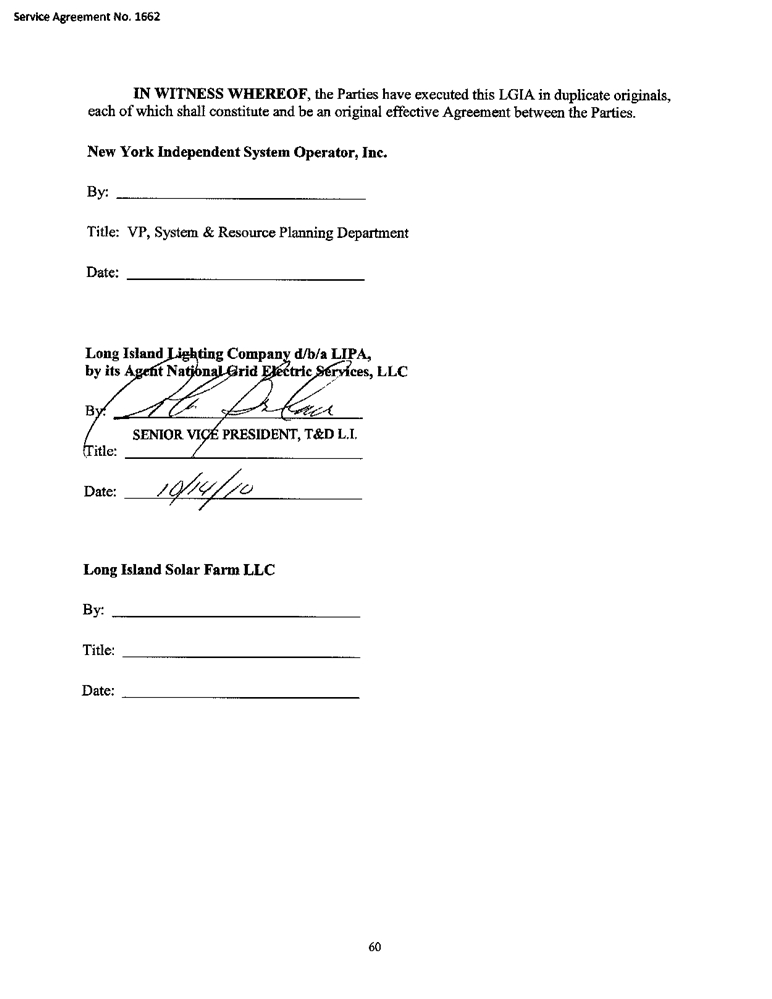 Service Agreement No. 1662
IN WITNESS WHEREOF, the Parties have executed this LGIA in duplicate originals,
each of which shall constitute and be an original effective Agreement between the Parties.
New York Independent System Operator, Inc.
By:
Title: VP, System & Resource Planning Department
Date:
Long Island Lighting Company d/b/a LIPA,
by its Agent National Grid Electric Services, LLC
By:
SENIOR VICE PRESIDENT, T&D L.I.
Title:
Date: 10/14/10
Long Island Solar Farm LLC
By:
Title:
Date:
60